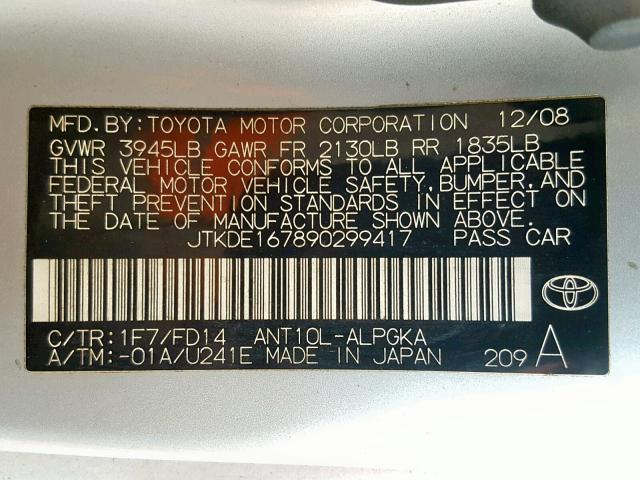 MFD.BY:TOYOTA MOTOR CORPORATION 12/08
GVWR 3945LB GAWR FR 2130LB RR 1835LB
THIS VEHICLE CONFORMS TO ALL APPLICABLE
FEDERAL MOTOR VEHICLE SAFETY,BUMPER,AND
THEFT PREVENTION STANDARDS IN EFFECT ON
THE DATE OF MANUFACTURE SHOWN ABOVE.
JTKDE167890299417 PASS CAR
C/TR:1F7/FD14 ANT10L-ALPGKA
A/TM:-01A/U241E MADE IN JAPAN 209 A